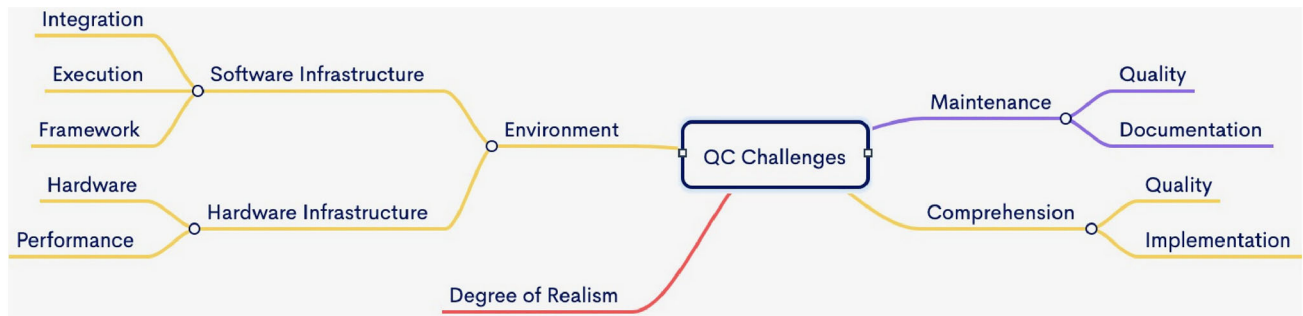 Integration
Execution
Software Infrastructure
Framework
Environment
Hardware
Hardware Infrastructure
Performance
Degree of Realism
QC Challenges
Maintenance
Quality
Documentation
Comprehension
Quality
Implementation